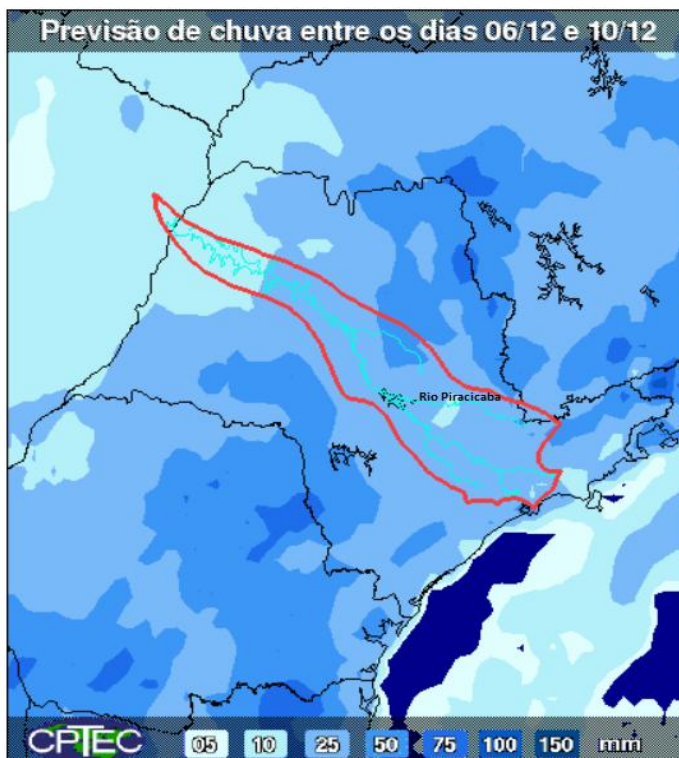 Previsão de chuva entre os dias 06/12 e 10/12
Rio Piracicaba
CPTEC 05 10 25 50 75 100 150 mm